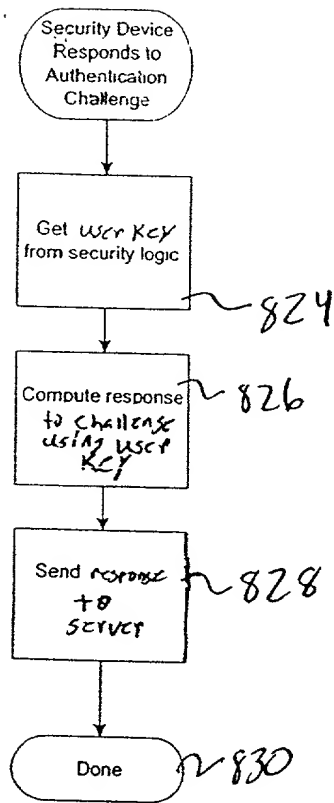 Security Device
Responds to
Authentication
Challenge
Get User Key
from security logic
824
Compute response
to challenge
using User
Key
826
Send response
to
server
828
Done
830